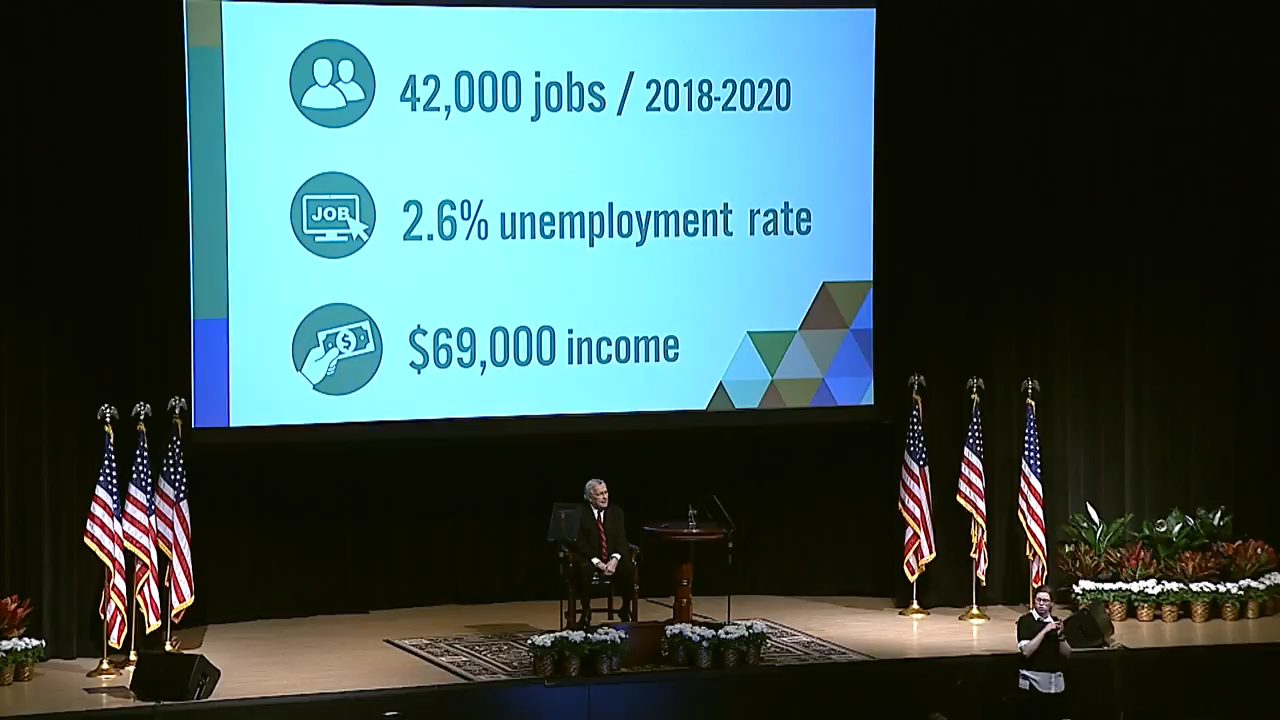 42,000 jobs / 2018-2020
JOB
2.6% unemployment rate
$
$69,000 income